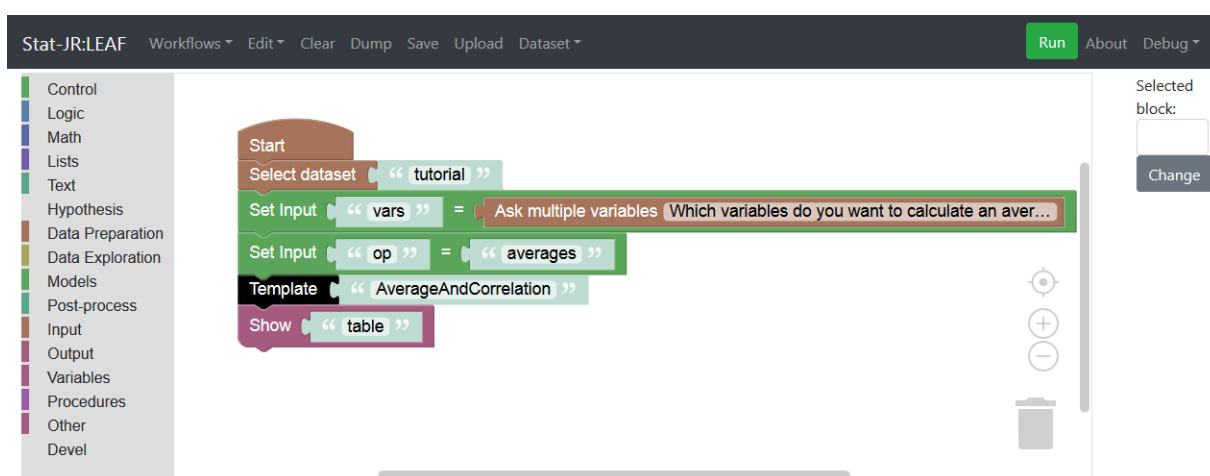 Stat-JR:LEAF Workflows Edit Clear Dump Save Upload Dataset Run About Debug
Control
Logic
Math
Lists
Text
Hypothesis
Data Preparation
Data Exploration
Models
Post-process
Input
Output
Variables
Procedures
Other
Devel
Start
Select dataset “ tutorial ”
Set Input “ vars ” = Ask multiple variables Which variables do you want to calculate an aver...
Set Input “ op ” = “ averages ”
Template “ AverageAndCorrelation ”
Show “ table ”
Selected
block:
Change